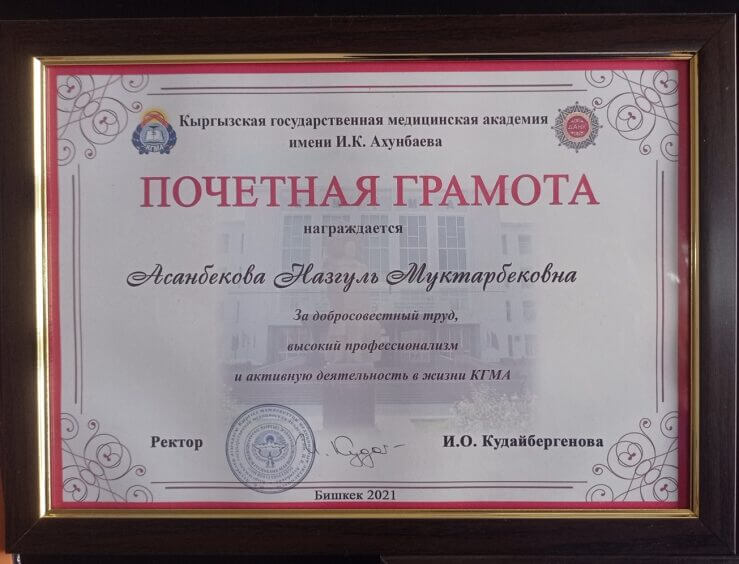 Кыргызская государственная медицинская академия
имени И.К. Ахунбаева
КГМА
ПОЧЕТНАЯ ГРАМОТА
награждается
Асанбекова Назгуль Муктарбековна
За добросовестный труд,
высокий профессионализм
и активную деятельность в жизни КГМА
Ректор
И.О. Кудайбергенова
Бишкек 2021